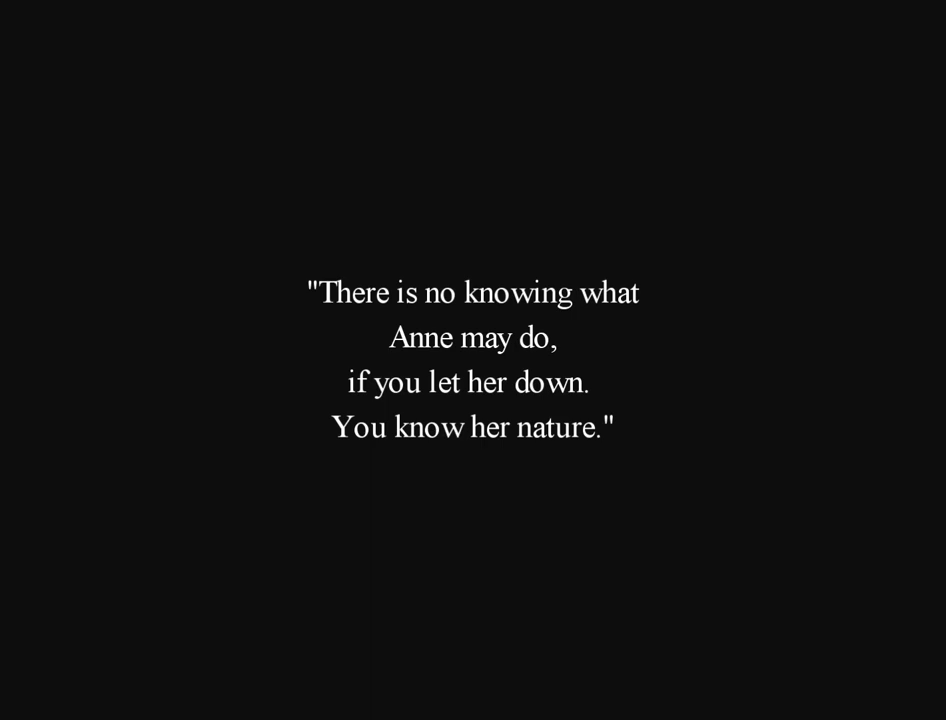 "There is no knowing what
Anne may do,
if you let her down.
You know her nature."